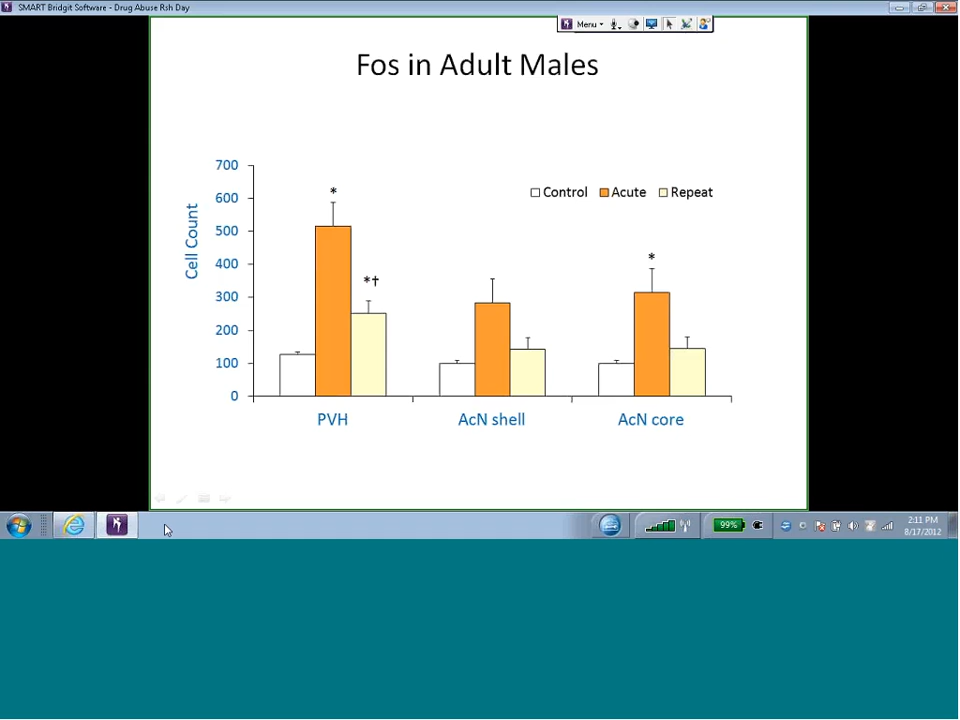 SMART Bridgit Software - Drug Abuse Rsh Day
Menu
Fos in Adult Males
700
600
500
400
300
200
100
0
Cell Count
Control Acute Repeat
*
*†
*
PVH AcN shell AcN core
99%
2:11 PM
8/17/2012